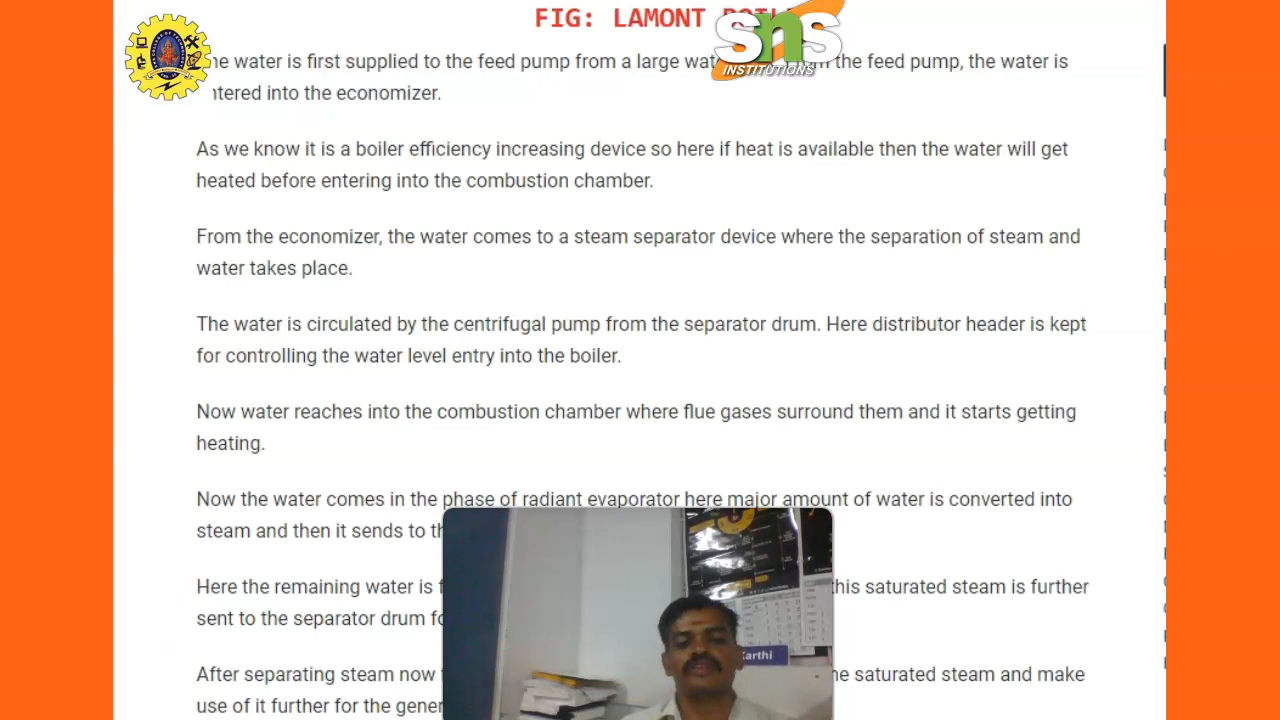 FIG: LAMONT
sns
INSTITUTIONS
he water is first supplied to the feed pump from a large the feed pump, the water is
ntered into the economizer.
As we know it is a boiler efficiency increasing device so here if heat is available then the water will get
heated before entering into the combustion chamber.
From the economizer, the water comes to a steam separator device where the separation of steam and
water takes place.
The water is circulated by the centrifugal pump from the separator drum. Here distributor header is kept
for controlling the water level entry into the boiler.
Now water reaches into the combustion chamber where flue gases surround them and it starts getting
heating.
Now the water comes in the phase of radiant evaporator here major amount of water is converted into
steam and then it sends to
Here the remaining water is this saturated steam is further
sent to the separator drum
After separating steam now saturated steam and make
use of it further for the
Karthi